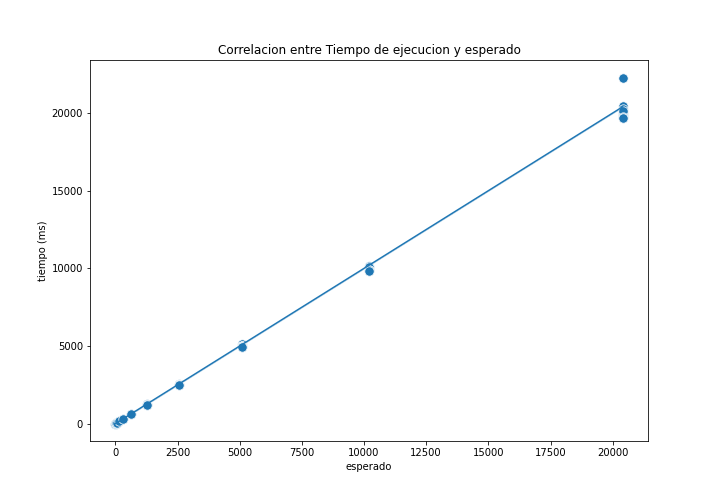 Correlacion entre Tiempo de ejecucion y esperado
20000
15000
10000
5000
0
tiempo (ms)
0 2500 5000 7500 10000 12500 15000 17500 20000
esperado